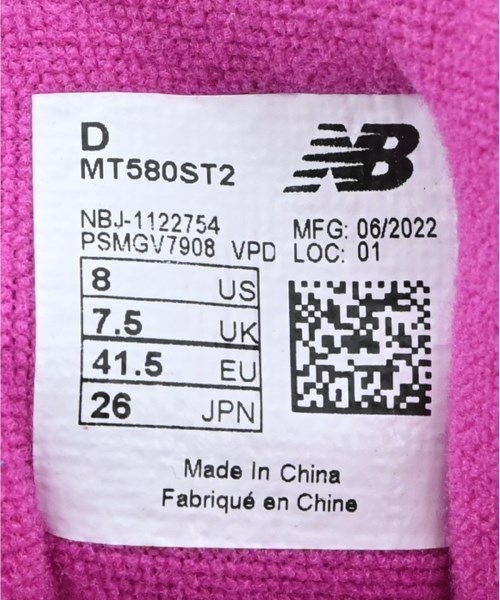 D
MT580ST2
NB
NBJ-1122754
PSMGV7908 VPD
MFG: 06/2022
LOC: 01
8 US
7.5 UK
41.5 EU
26 JPN
Made In China
Fabriqué en Chine